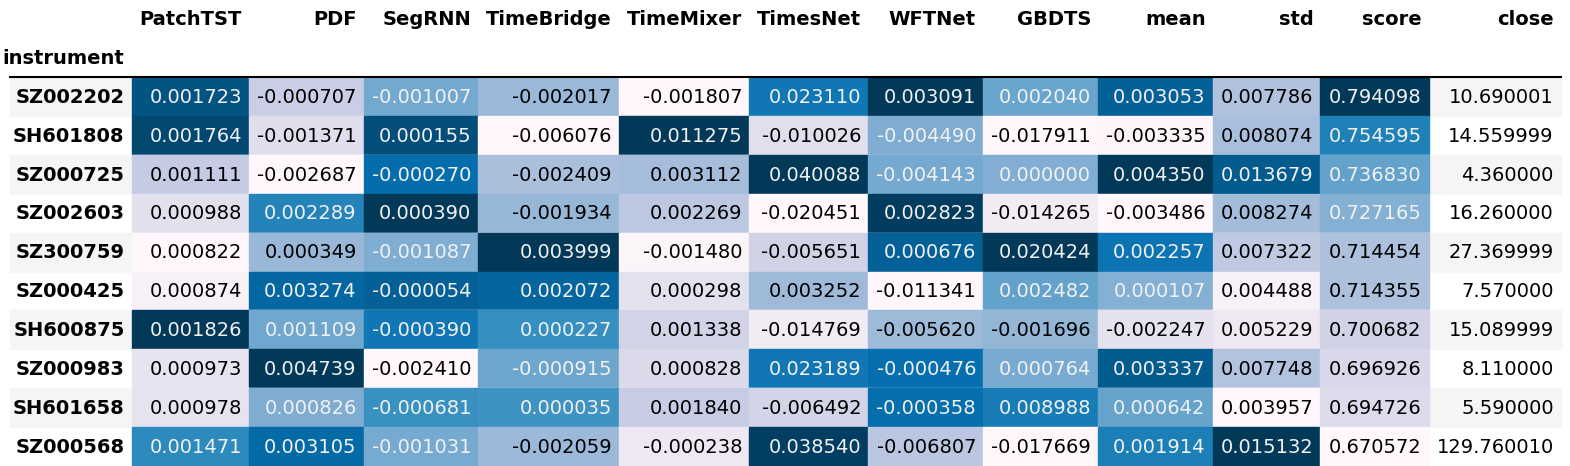 PatchTST PDF SegRNN TimeBridge TimeMixer TimesNet WFTNet GBDTS mean std score close
instrument
SZ002202 0.001723 -0.000707 -0.001007 -0.002017 -0.001807 0.023110 0.003091 0.002040 0.003053 0.007786 0.794098 10.690001
SH601808 0.001764 -0.001371 0.000155 -0.006076 0.011275 -0.010026 -0.004490 -0.017911 -0.003335 0.008074 0.754595 14.559999
SZ000725 0.001111 -0.002687 -0.000270 -0.002409 0.003112 0.040088 -0.004143 0.000000 0.004350 0.013679 0.736830 4.360000
SZ002603 0.000988 0.002289 0.000390 -0.001934 0.002269 -0.020451 0.002823 -0.014265 -0.003486 0.008274 0.727165 16.260000
SZ300759 0.000822 0.000349 -0.001087 0.003999 -0.001480 -0.005651 0.000676 0.020424 0.002257 0.007322 0.714454 27.369999
SZ000425 0.000874 0.003274 -0.000054 0.002072 0.000298 0.003252 -0.011341 0.002482 0.000107 0.004488 0.714355 7.570000
SH600875 0.001826 0.001109 -0.000390 0.000227 0.001338 -0.014769 -0.005620 -0.001696 -0.002247 0.005229 0.700682 15.089999
SZ000983 0.000973 0.004739 -0.002410 -0.000915 0.000828 0.023189 -0.000476 0.000764 0.003337 0.007748 0.696926 8.110000
SH601658 0.000978 0.000826 -0.000681 0.000035 0.001840 -0.006492 -0.000358 0.008988 0.000642 0.003957 0.694726 5.590000
SZ000568 0.001471 0.003105 -0.001031 -0.002059 -0.000238 0.038540 -0.006807 -0.017669 0.001914 0.015132 0.670572 129.760010